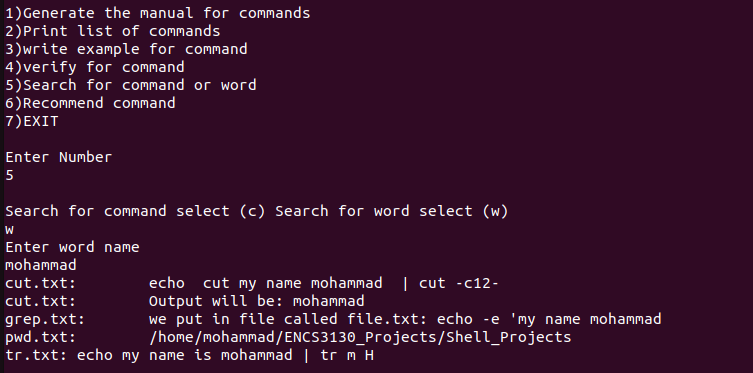 1)Generate the manual for commands
2)Print list of commands
3)write example for command
4)verify for command
5)Search for command or word
6)Recommend command
7)EXIT
Enter Number
5
Search for command select (c) Search for word select (w)
w
Enter word name
mohammad
cut.txt:        echo  cut my name mohammad  | cut -c12-
cut.txt:        Output will be: mohammad
grep.txt:       we put in file called file.txt: echo -e 'my name mohammad
pwd.txt:        /home/mohammad/ENCS3130_Projects/Shell_Projects
tr.txt: echo my name is mohammad | tr m H